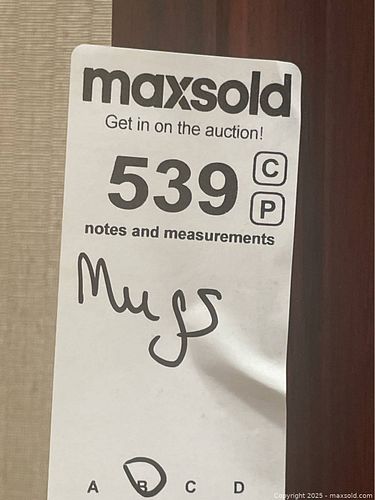 maxsold
Get in on the auction!
539 C
P
notes and measurements
Mugs
A B C D
Copyright 2025 - maxsold.com